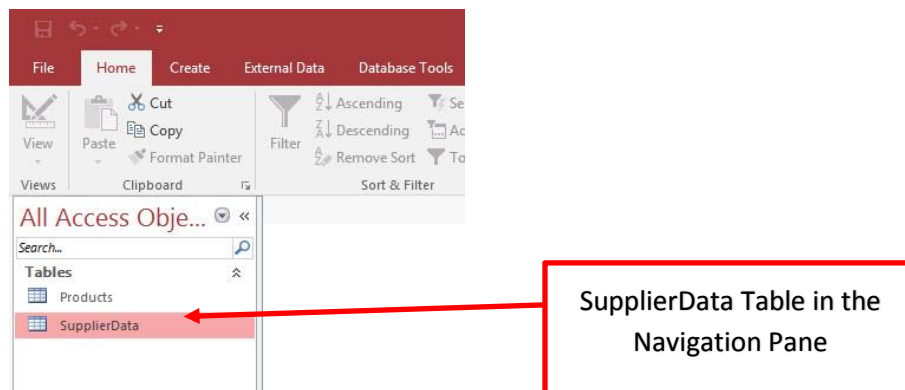 File Home Create External Data Database Tools
Cut
Copy
Format Painter
View
Paste
Filter
Ascending
Descending
Remove Sort
Views Clipboard Sort & Filter
All Access Obje...
Search...
Tables
Products
SupplierData
SupplierData Table in the
Navigation Pane